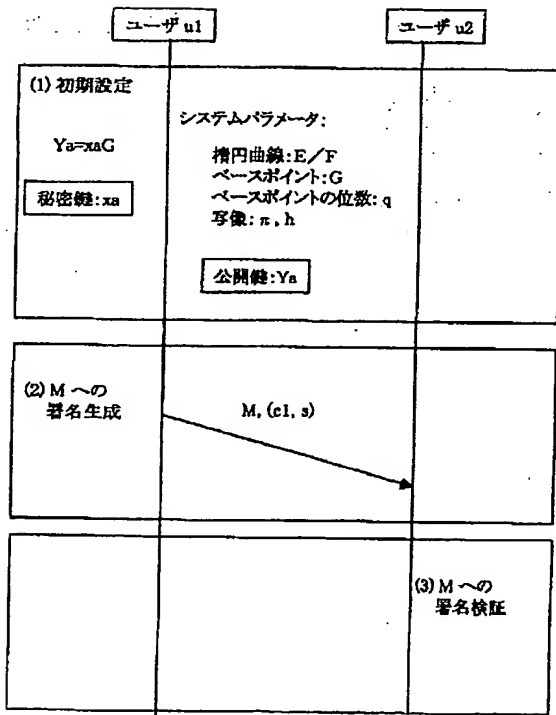 ユーザ u1
ユーザ u2
(1) 初期設定
システムパラメータ:
Ya=xaG
楕円曲線:E/F
ベースポイント:G
秘密鍵:xa
ベースポイントの位数: q
写像: π, h
公開鍵:Ya
(2) M への
署名生成
M, (c1, s)
(3) M への
署名検証